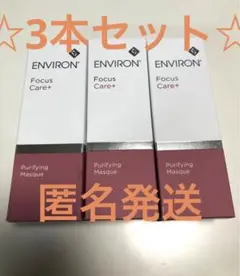 ☆3本セット☆
ENVIRON
Focus
Care+
Purifying
Masque
ENVIRON®
Focus
Care+
Purifying
Masque
ENVIRON®
Focus
Care+
Purifying
Masque
匿名発送